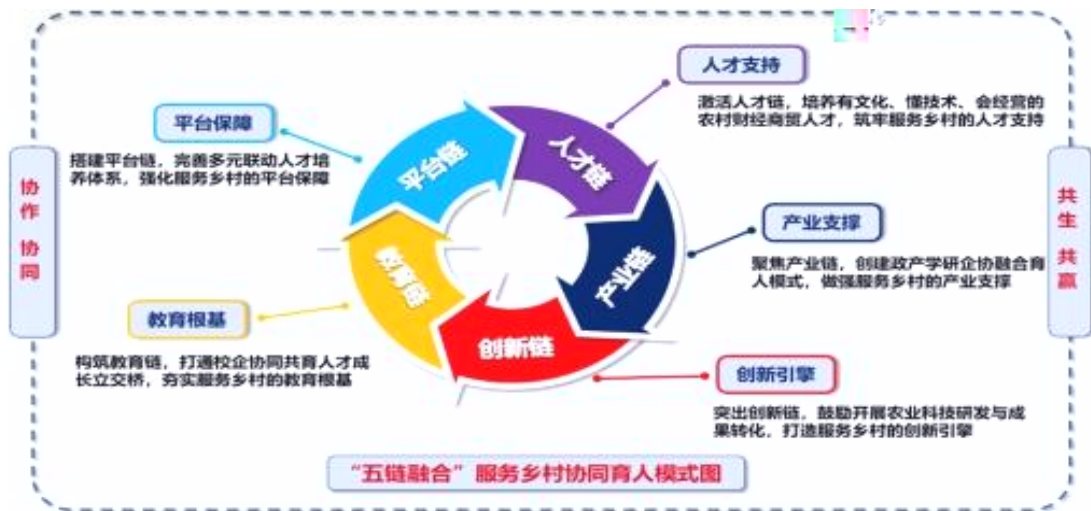 人才支持
激活人才链，培养有文化、懂技术、会经营的
农村财经商贸人才，筑牢服务乡村的人才支持
平台保障
搭建平台链，完善多元联动人才培
养体系，强化服务乡村的平台保障
平台链
人才链
协作 协同
共生 共赢
产业支撑
聚焦产业链，创建政产学研企协融合育
人模式，做强服务乡村的产业支撑
教育链
产业链
教育根基
构筑教育链，打通校企协同共育人才成
长立交桥，夯实服务乡村的教育根基
创新链
创新引擎
突出创新链，鼓励开展农业科技研发与成
果转化，打造服务乡村的创新引擎
“五链融合”服务乡村协同育人模式图